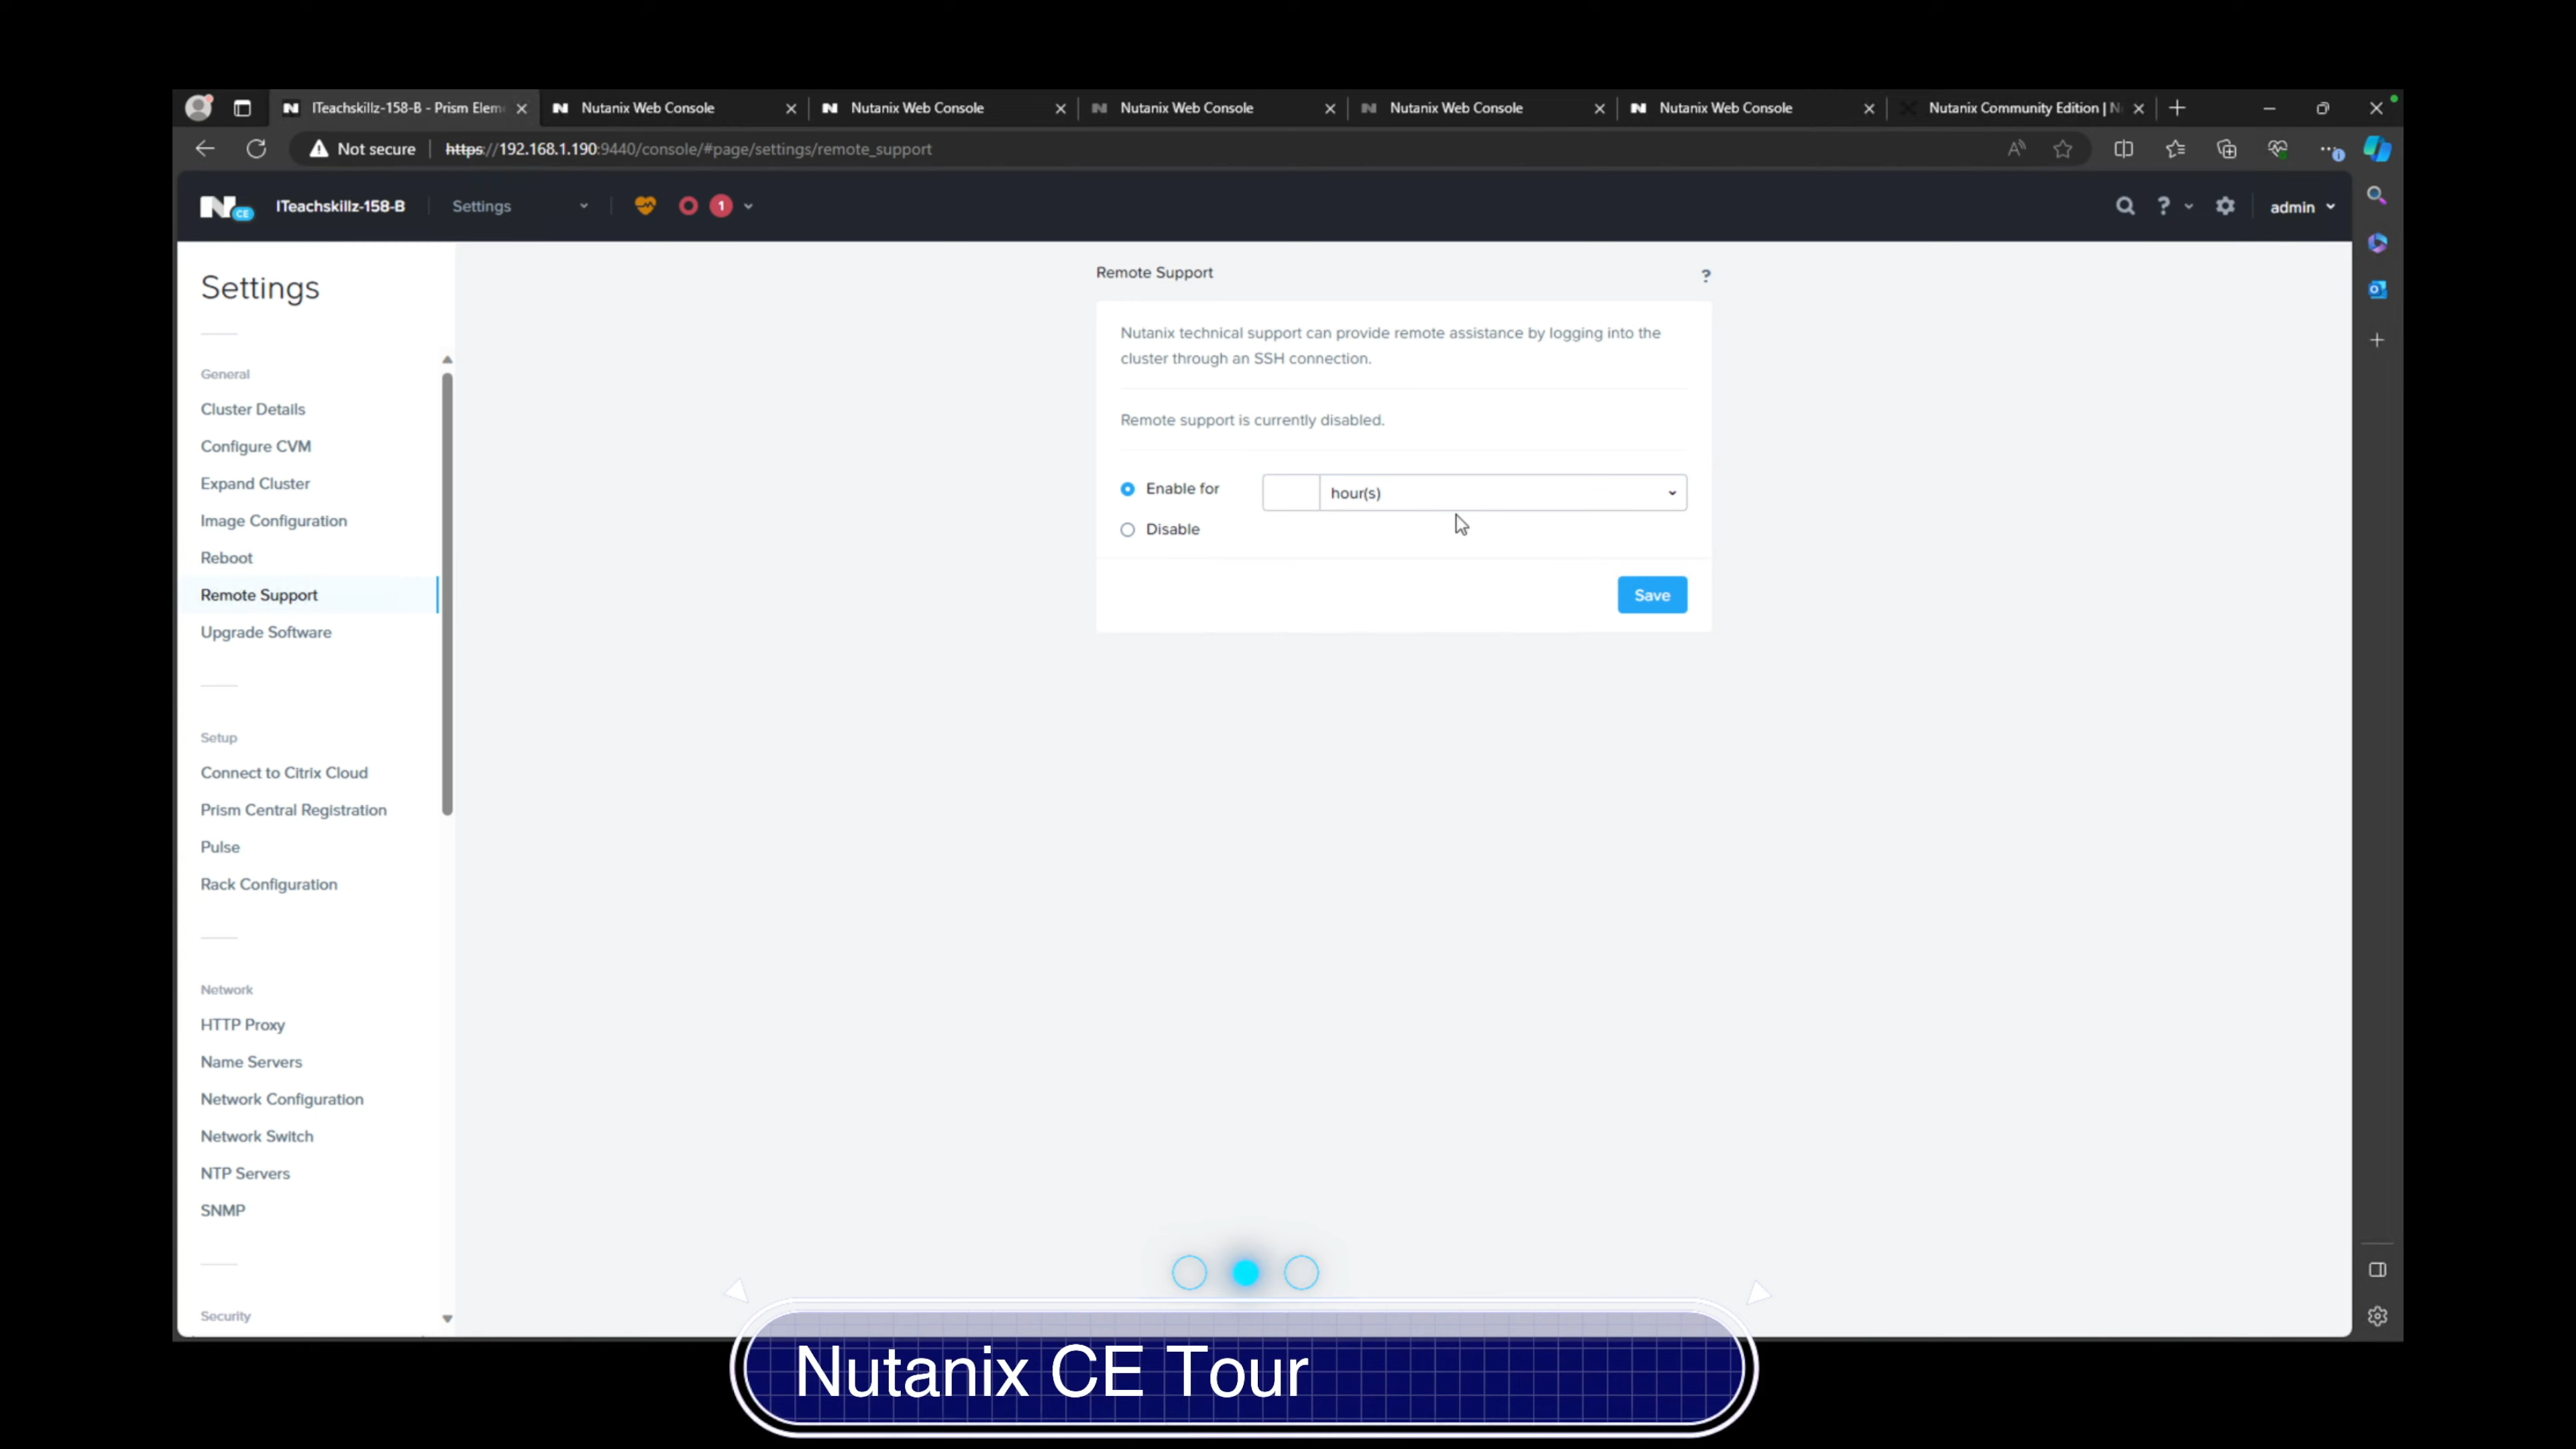 ITeachskillz-158-B - Prism Elem
Nutanix Web Console
Nutanix Web Console
Nutanix Web Console
Nutanix Web Console
Nutanix Web Console
Nutanix Community Edition | N
Not secure
https://192.168.1.190:9440/console/#page/settings/remote_support
N CE
ITeachskillz-158-B
Settings
1
?
admin
Settings
General
Cluster Details
Configure CVM
Expand Cluster
Image Configuration
Reboot
Remote Support
Upgrade Software
Setup
Connect to Citrix Cloud
Prism Central Registration
Pulse
Rack Configuration
Network
HTTP Proxy
Name Servers
Network Configuration
Network Switch
NTP Servers
SNMP
Security
Remote Support
?
Nutanix technical support can provide remote assistance by logging into the
cluster through an SSH connection.
Remote support is currently disabled.
Enable for
hour(s)
Disable
Save
Nutanix CE Tour